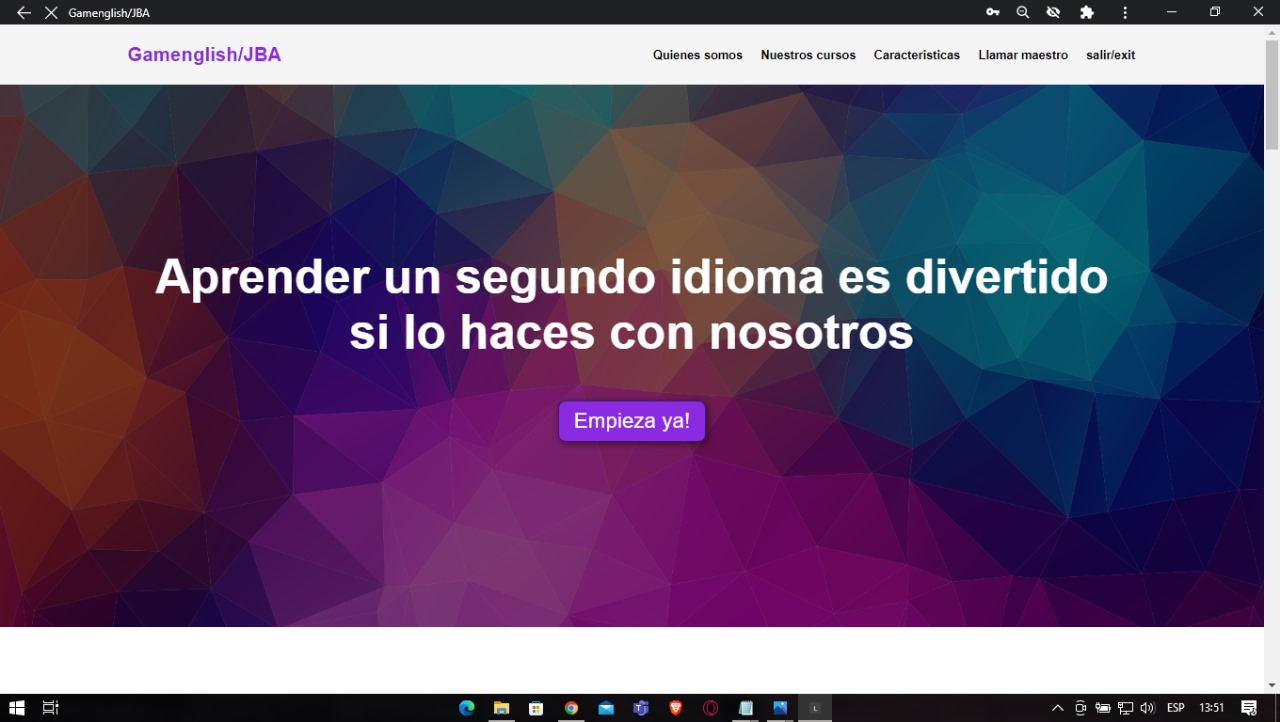 Gamenglish/JBA
Gamenglish/JBA
Quienes somos Nuestros cursos Caracteristicas Llamar maestro salir/exit
Aprender un segundo idioma es divertido
si lo haces con nosotros
Empieza ya!
L
ESP 13:51